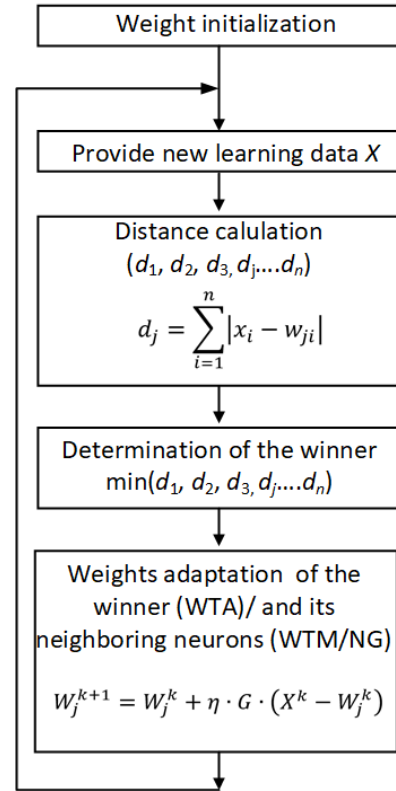 Weight initialization
Provide new learning data X
Distance calulation
(d₁, d₂, d₃, dⱼ....dₙ)
dⱼ = ∑ⁿᵢ₌₁ |xᵢ − wⱼᵢ|
Determination of the winner
min(d₁, d₂, d₃, dⱼ....dₙ)
Weights adaptation of the
winner (WTA)/ and its
neighboring neurons (WTM/NG)
Wⱼᵏ⁺¹ = Wⱼᵏ + η · G · (Xᵏ − Wⱼᵏ)